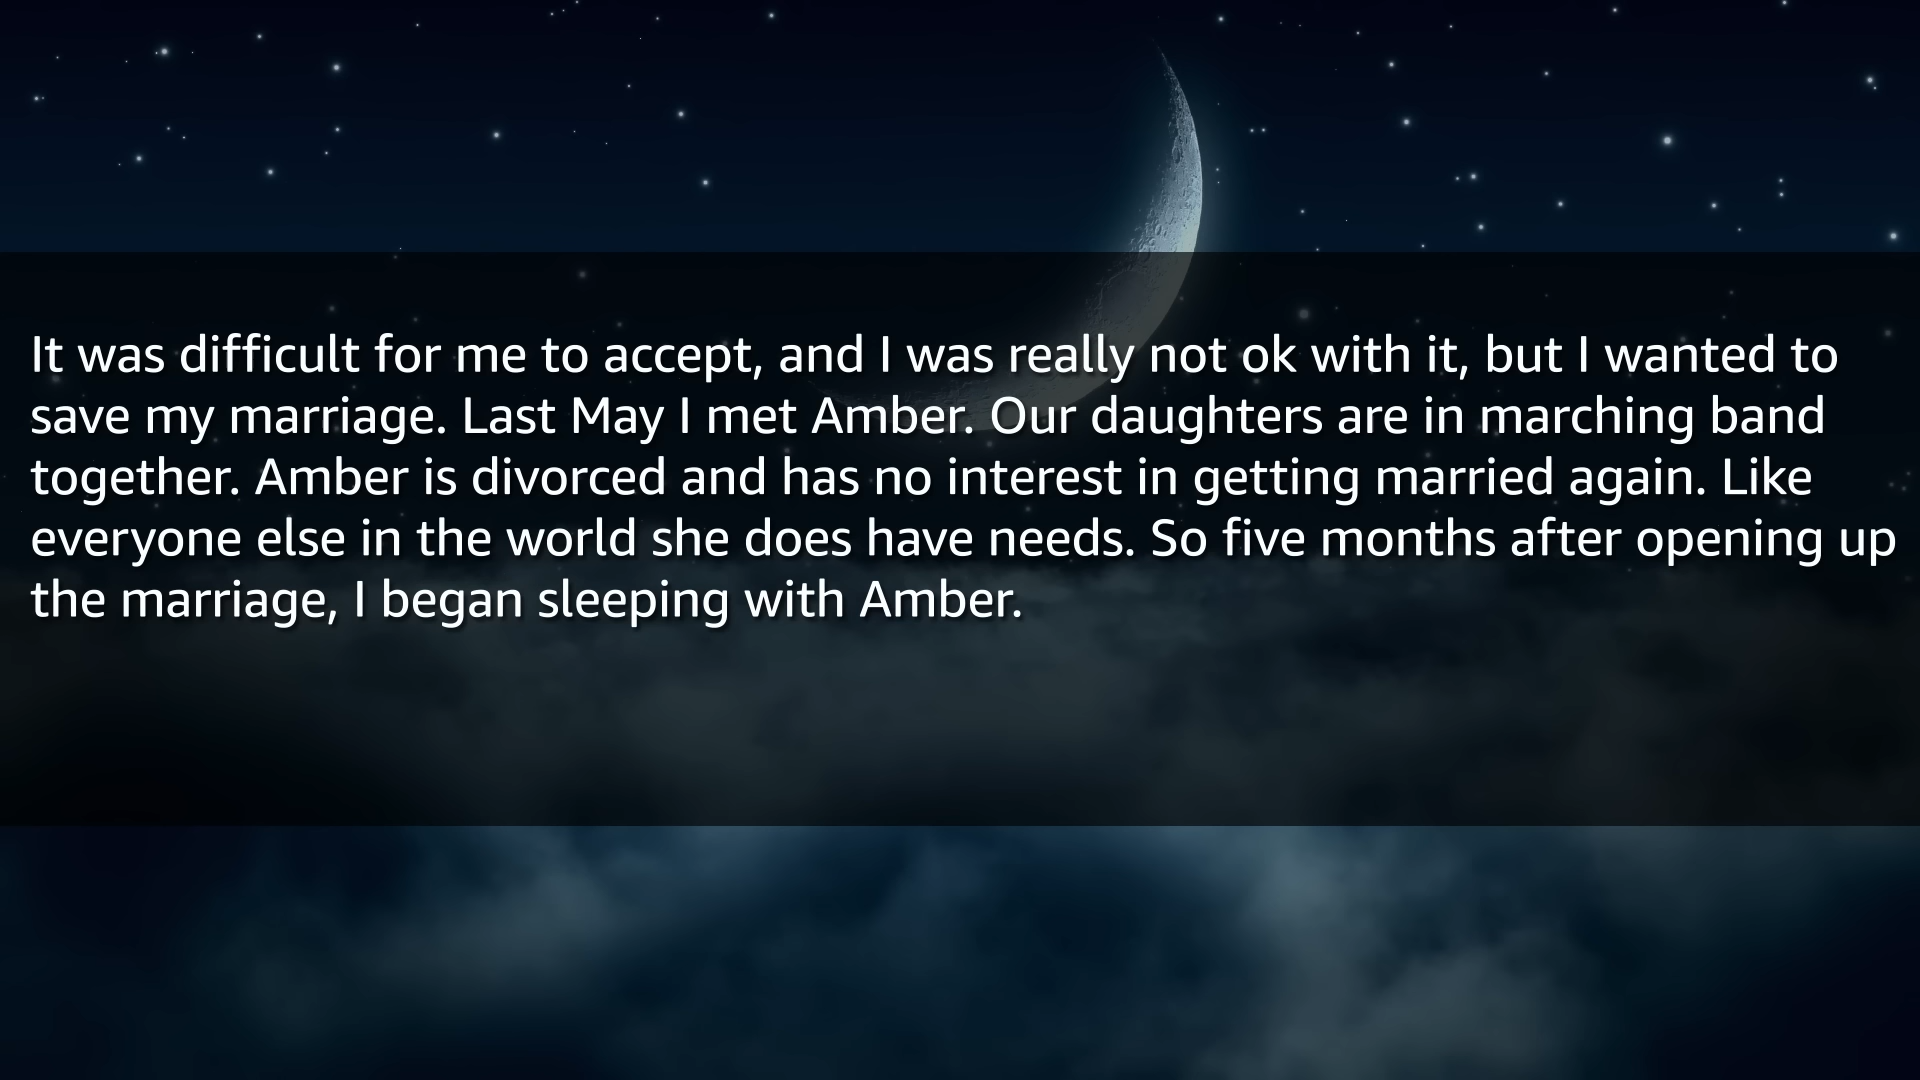 It was difficult for me to accept, and I was really not ok with it, but I wanted to
save my marriage. Last May I met Amber. Our daughters are in marching band
together. Amber is divorced and has no interest in getting married again. Like
everyone else in the world she does have needs. So five months after opening up
the marriage, I began sleeping with Amber.